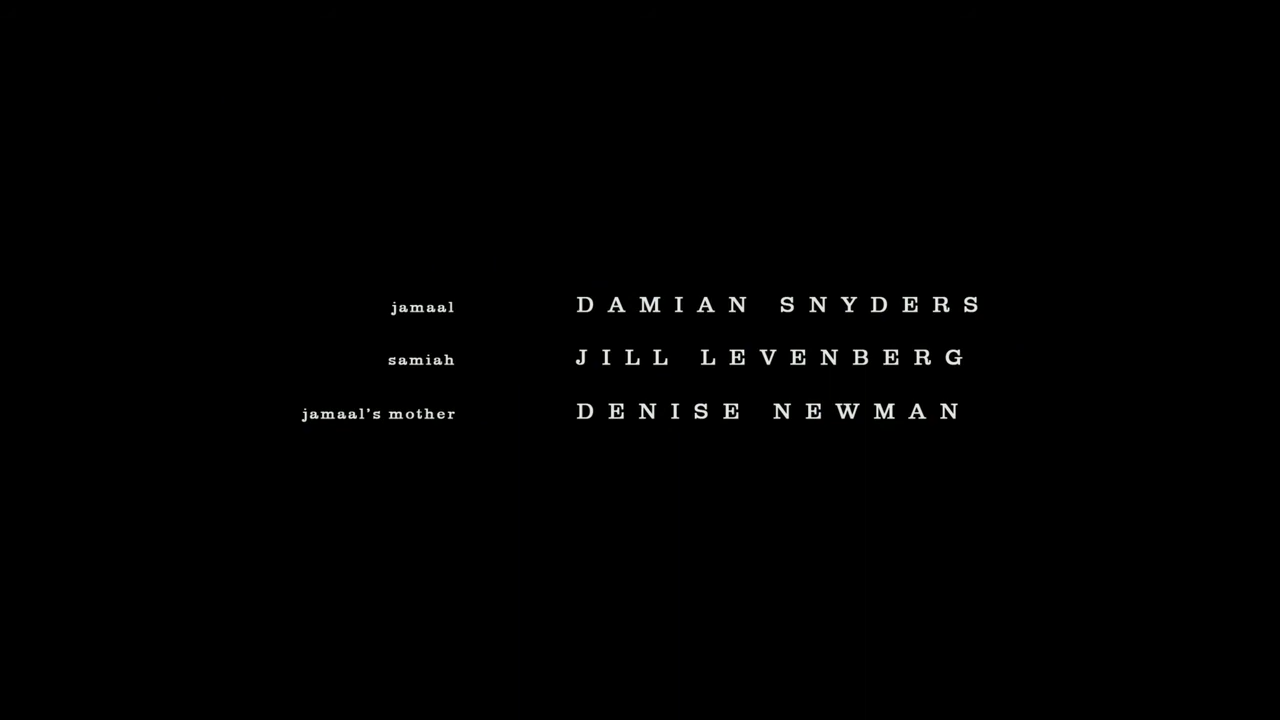 jamaal DAMIAN SNYDERS
samiah JILL LEVENBERG
jamaal's mother DENISE NEWMAN